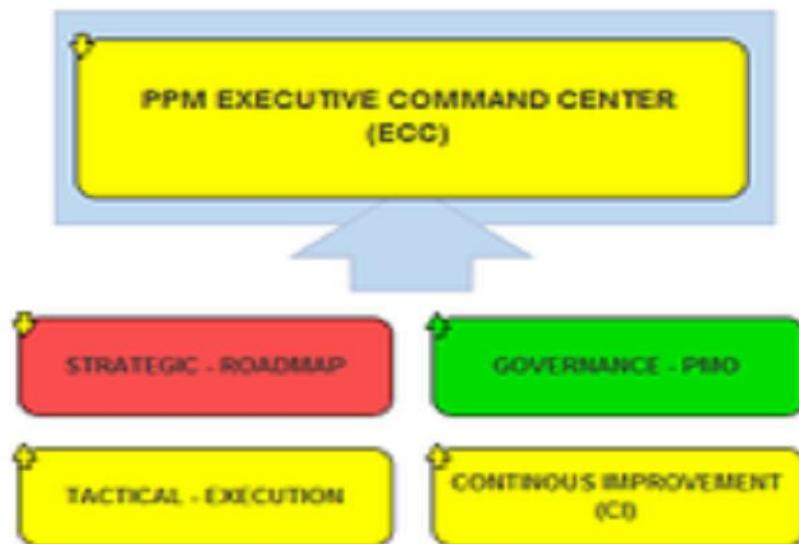 PPM EXECUTIVE COMMAND CENTER
(ECC)
STRATEGIC - ROADMAP
GOVERNANCE - PMO
TACTICAL - EXECUTION
CONTINOUS IMPROVEMENT
(CI)